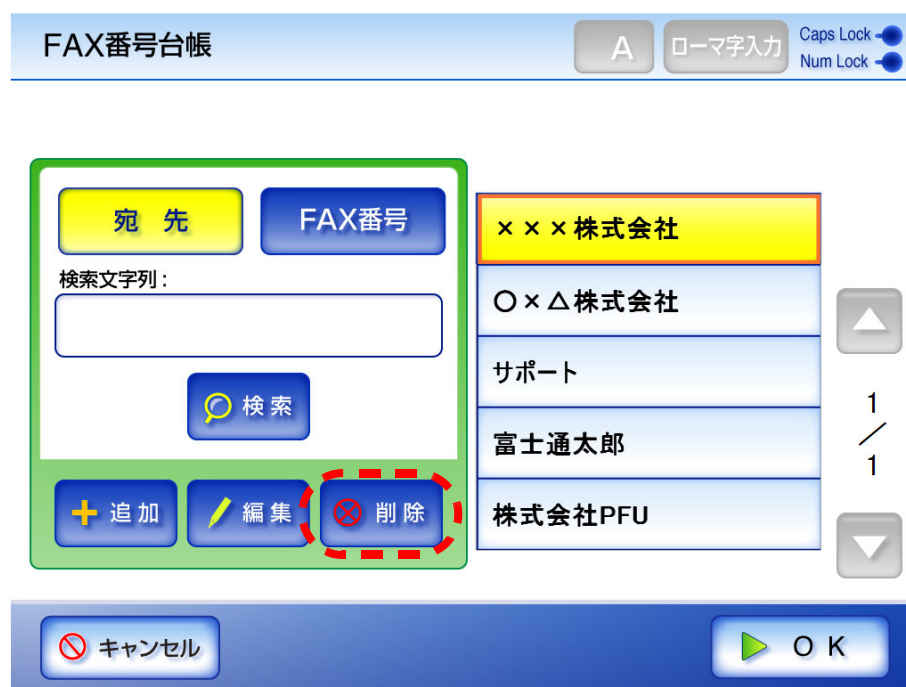 FAX番号台帳
A
ローマ字入力
Caps Lock
Num Lock
宛 先
FAX番号
検索文字列:
検 索
追 加
編 集
削 除
×××株式会社
○×△株式会社
サポート
富士通太郎
株式会社PFU
1
/
1
キャンセル
O K